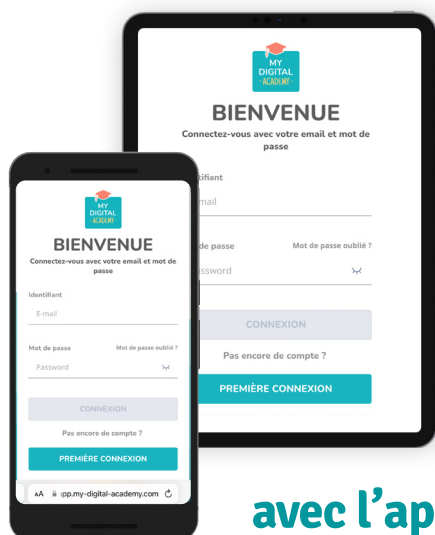 MY
DIGITAL
ACADEMY
BIENVENUE
Connectez-vous avec votre email et mot de
passe
tifiant
mail
de passe
Mot de passe oublié ?
ssword
CONNEXION
Pas encore de compte ?
PREMIÈRE CONNEXION
MY
DIGITAL
ACADEMY
BIENVENUE
Connectez-vous avec votre email et mot de
passe
Identifiant
E-mail
Mot de passe
Mot de passe oublié ?
Password
CONNEXION
Pas encore de compte ?
PREMIÈRE CONNEXION
AA pp.my-digital-academy.com
avec l'ap